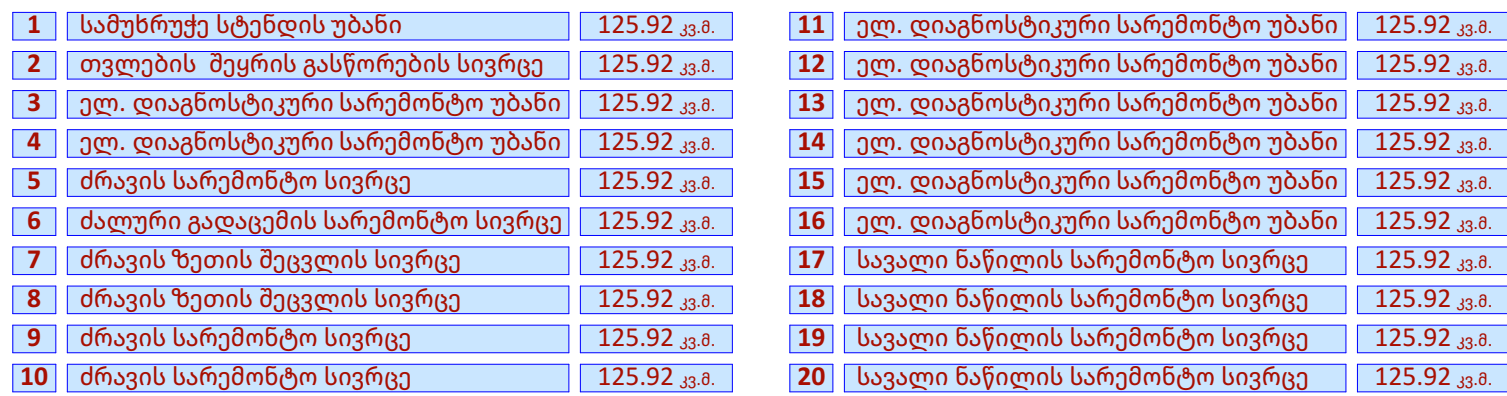 1 სამუხრუჭე სტენდის უბანი 125.92 კვ.მ.
2 თვლების შეყრის გასწორების სივრცე 125.92 კვ.მ.
3 ელ. დიაგნოსტიკური სარემონტო უბანი 125.92 კვ.მ.
4 ელ. დიაგნოსტიკური სარემონტო უბანი 125.92 კვ.მ.
5 ძრავის სარემონტო სივრცე 125.92 კვ.მ.
6 ძალური გადაცემის სარემონტო სივრცე 125.92 კვ.მ.
7 ძრავის ზეთის შეცვლის სივრცე 125.92 კვ.მ.
8 ძრავის ზეთის შეცვლის სივრცე 125.92 კვ.მ.
9 ძრავის სარემონტო სივრცე 125.92 კვ.მ.
10 ძრავის სარემონტო სივრცე 125.92 კვ.მ.
11 ელ. დიაგნოსტიკური სარემონტო უბანი 125.92 კვ.მ.
12 ელ. დიაგნოსტიკური სარემონტო უბანი 125.92 კვ.მ.
13 ელ. დიაგნოსტიკური სარემონტო უბანი 125.92 კვ.მ.
14 ელ. დიაგნოსტიკური სარემონტო უბანი 125.92 კვ.მ.
15 ელ. დიაგნოსტიკური სარემონტო უბანი 125.92 კვ.მ.
16 ელ. დიაგნოსტიკური სარემონტო უბანი 125.92 კვ.მ.
17 სავალი ნაწილის სარემონტო სივრცე 125.92 კვ.მ.
18 სავალი ნაწილის სარემონტო სივრცე 125.92 კვ.მ.
19 სავალი ნაწილის სარემონტო სივრცე 125.92 კვ.მ.
20 სავალი ნაწილის სარემონტო სივრცე 125.92 კვ.მ.